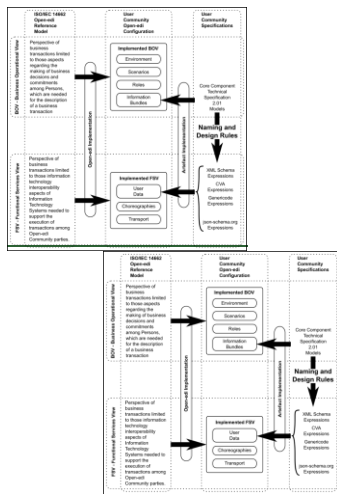 ISO/IEC 14662
Open-edi
Reference
Model
User
Community
Open-edi
Configuration
User
Community
Specifications
BOV - Business Operational View
Perspective of
business
transactions limited
to those aspects
regarding the
making of business
decisions and
commitments
among Persons,
which are needed
for the description
of a business
transaction
Open-edi Implementation
Implemented BOV
Environment
Scenarios
Roles
Information
Bundles
Artefact Implementation
Core Component
Technical
Specification
2.01
Models
Naming and
Design Rules
FSV - Functional Services View
Perspective of
business
transactions limited
to those information
technology
interoperability
aspects of
Information
Technology
Systems needed to
support the
execution of
transactions among
Open-edi
Community parties.
Implemented FSV
User
Data
Choreographies
Transport
XML Schema
Expressions
CVA
Expressions
Genericode
Expressions
json-schema.org
Expressions
ISO/IEC 14662
Open-edi
Reference
Model
User
Community
Open-edi
Configuration
User
Community
Specifications
BOV - Business Operational View
Perspective of
business
transactions limited
to those aspects
regarding the
making of business
decisions and
commitments
among Persons,
which are needed
for the description
of a business
transaction
Open-edi Implementation
Implemented BOV
Environment
Scenarios
Roles
Information
Bundles
Artefact Implementation
Core Component
Technical
Specification
2.01
Models
Naming and
Design Rules
FSV - Functional Services View
Perspective of
business
transactions limited
to those information
technology
interoperability
aspects of
Information
Technology
Systems needed to
support the
execution of
transactions among
Open-edi
Community parties.
Implemented FSV
User
Data
Choreographies
Transport
XML Schema
Expressions
CVA
Expressions
Genericode
Expressions
json-schema.org
Expressions